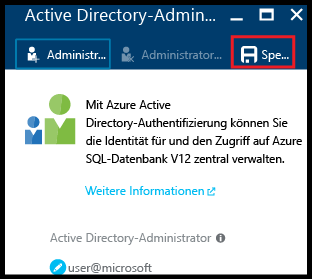 Active Directory-Admin...
Administr...
Administrator...
Spe...
Mit Azure Active
Directory-Authentifizierung können Sie
die Identität für und den Zugriff auf Azure
SQL-Datenbank V12 zentral verwalten.
Weitere Informationen
Active Directory-Administrator
user@microsoft